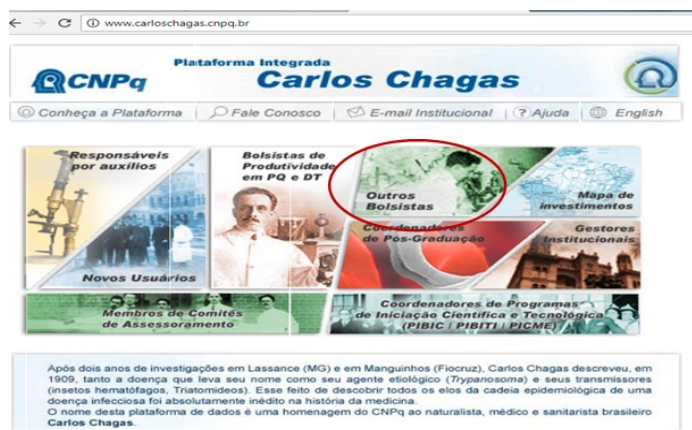 www.carloschagas.cnpq.br
Plataforma Integrada
CNPq
Carlos Chagas
Conheça a Plataforma
Fale Conosco
E-mail Institucional
? Ajuda
English
Responsáveis
por auxílios
Bolsistas de
Produtividade
em PQ e DT
Outros
Bolsistas
Mapa de
investimentos
Novos Usuários
Coordenadores
de Pós-Graduação
Gestores
Institucionais
Membros de Comitês
de Assessoramento
Coordenadores de Programas
de Iniciação Científica e Tecnológica
(PIBIC | PIBITI | PICME)
Após dois anos de investigações em Lassance (MG) e em Manguinhos (Fiocruz), Carlos Chagas descreveu, em
1909, tanto a doença que leva seu nome como seu agente etiológico (Trypanosoma) e seus transmissores
(insetos hematófagos, Triatomídeos). Esse feito de descobrir todos os elos da cadeia epidemiológica de uma
doença infecciosa foi absolutamente inédito na história da medicina.
O nome desta plataforma de dados é uma homenagem do CNPq ao naturalista, médico e sanitarista brasileiro
Carlos Chagas.